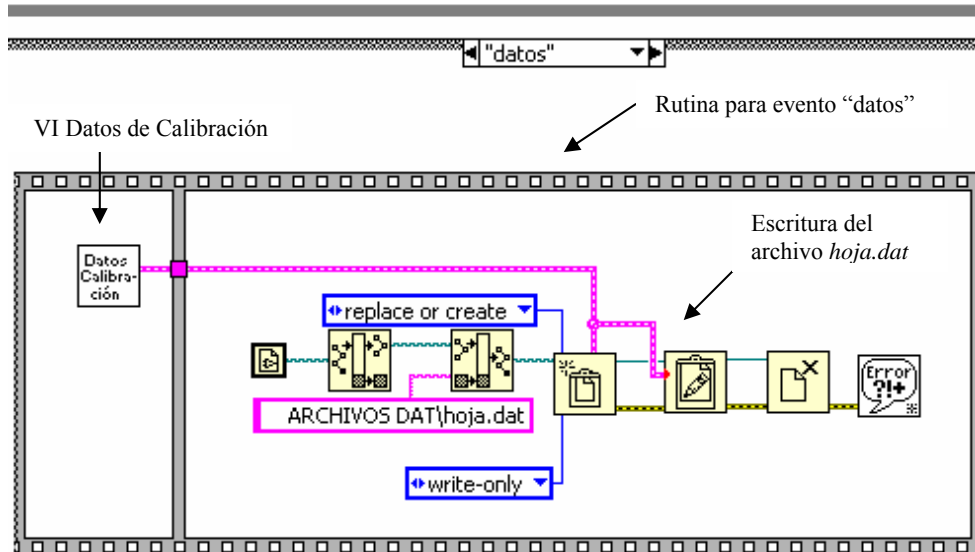 "datos"
Rutina para evento “datos”
VI Datos de Calibración
Escritura del
archivo hoja.dat
Datos
Calibra-
ción
replace or create
ARCHIVOS DAT\hoja.dat
write-only
Error
?!+